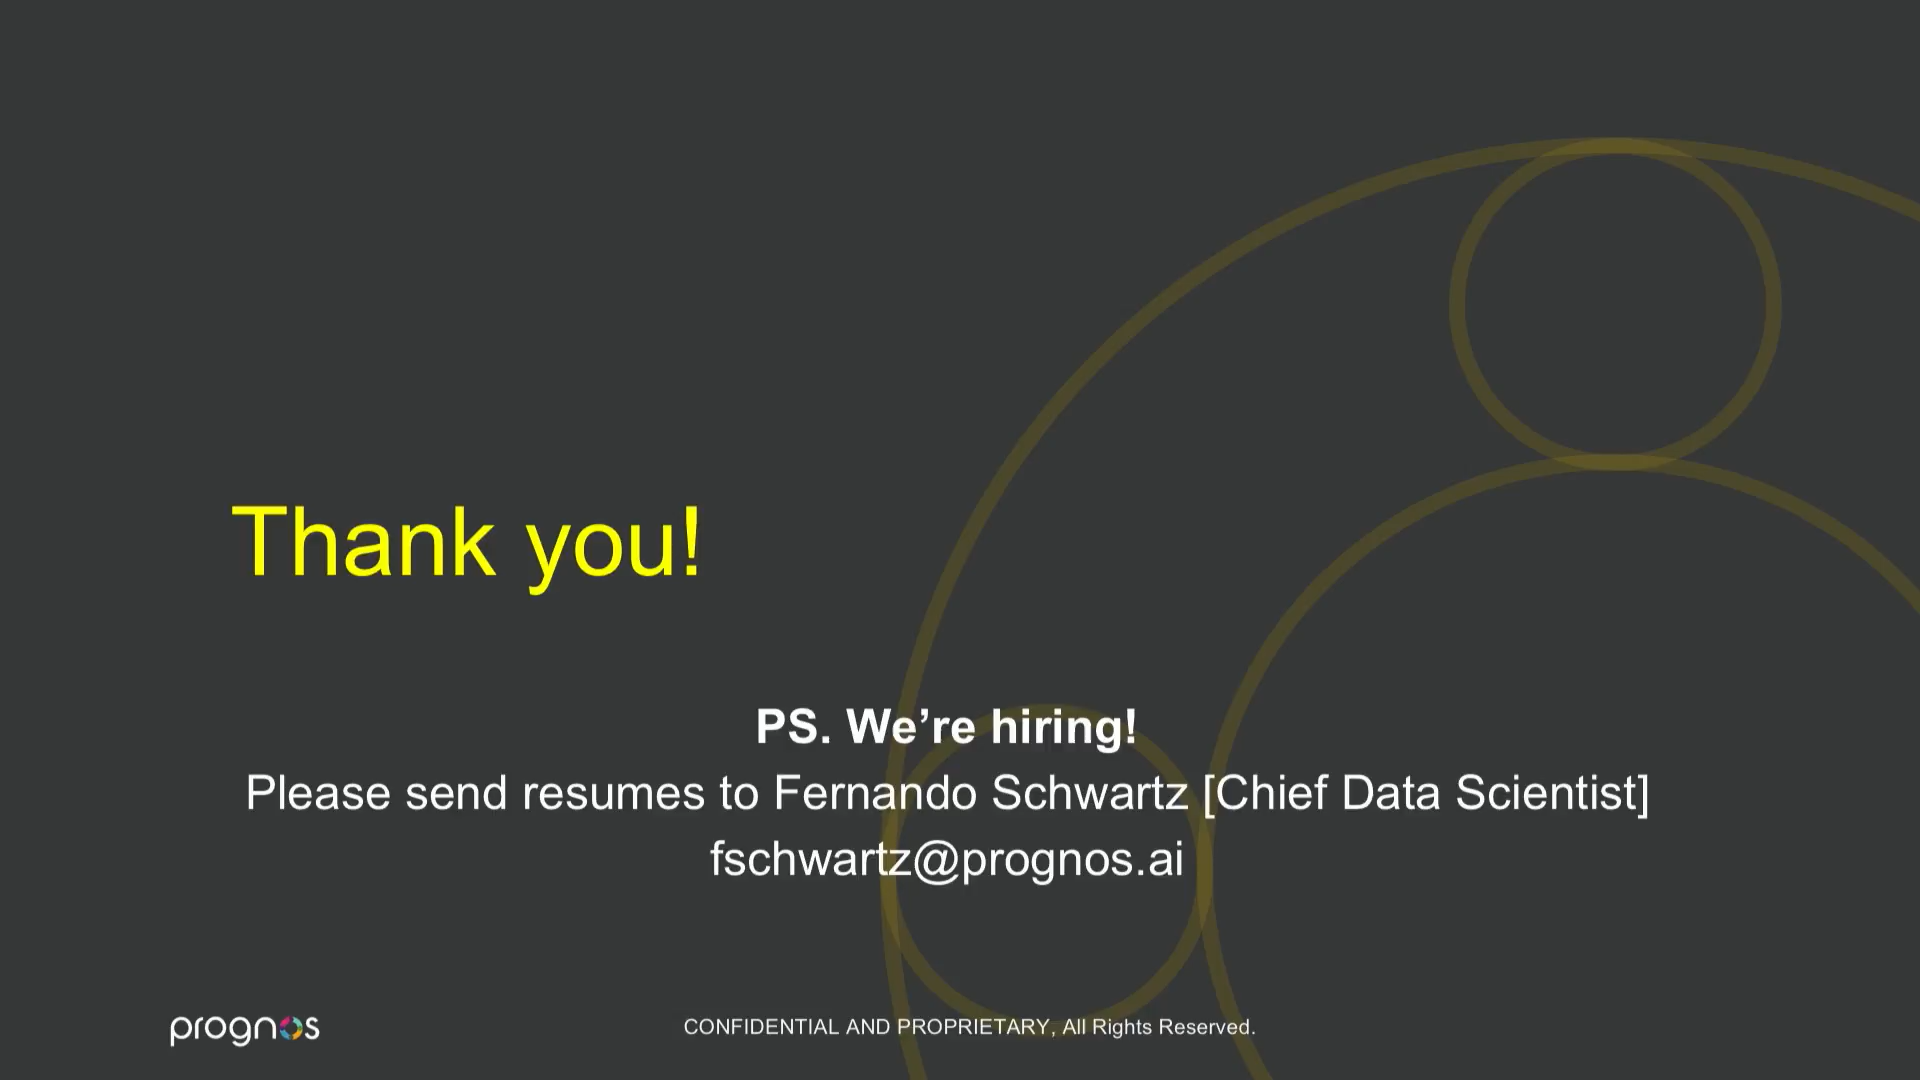 Thank you!
PS. We’re hiring!
Please send resumes to Fernando Schwartz [Chief Data Scientist]
fschwartz@prognos.ai
prognos
CONFIDENTIAL AND PROPRIETARY, All Rights Reserved.